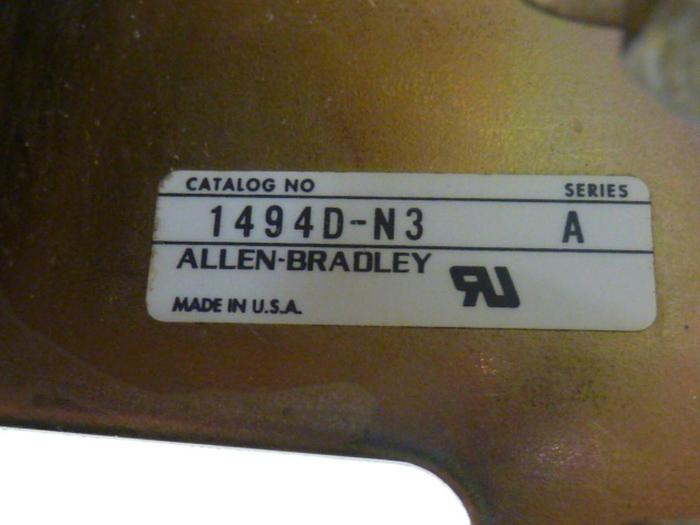 CATALOG NO SERIES
1494D-N3 A
ALLEN-BRADLEY
MADE IN U.S.A.